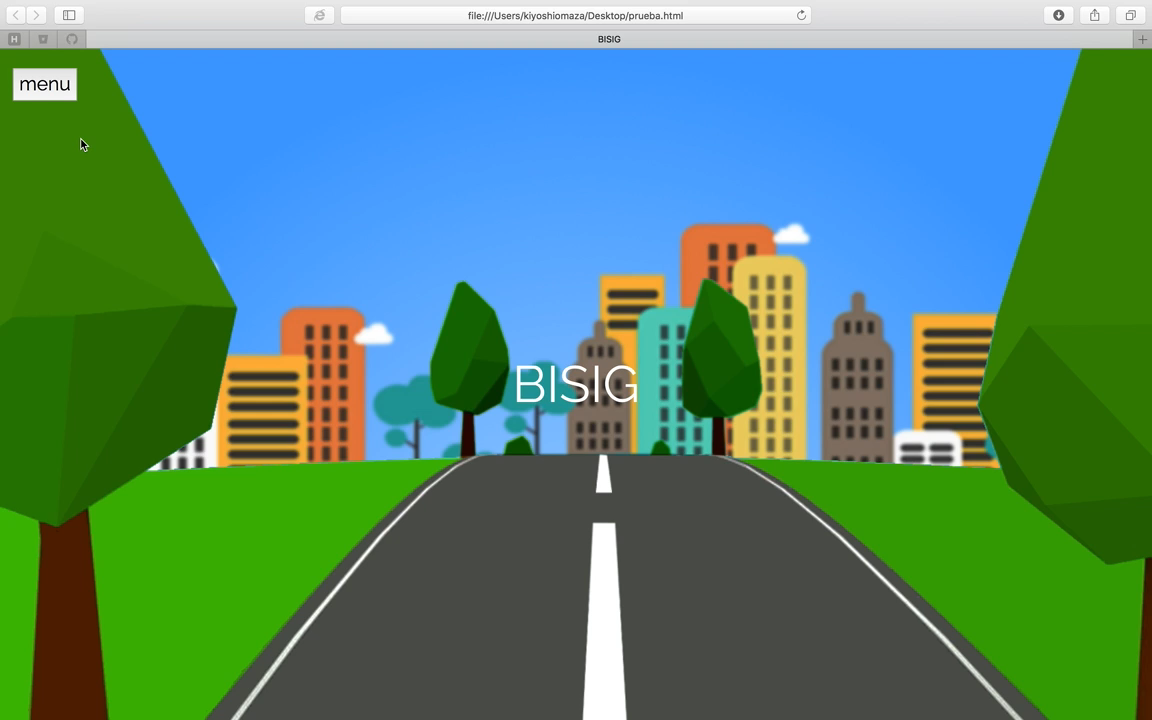 file:///Users/kiyoshiomaza/Desktop/prueba.html
H
BISIG
menu
BISIG